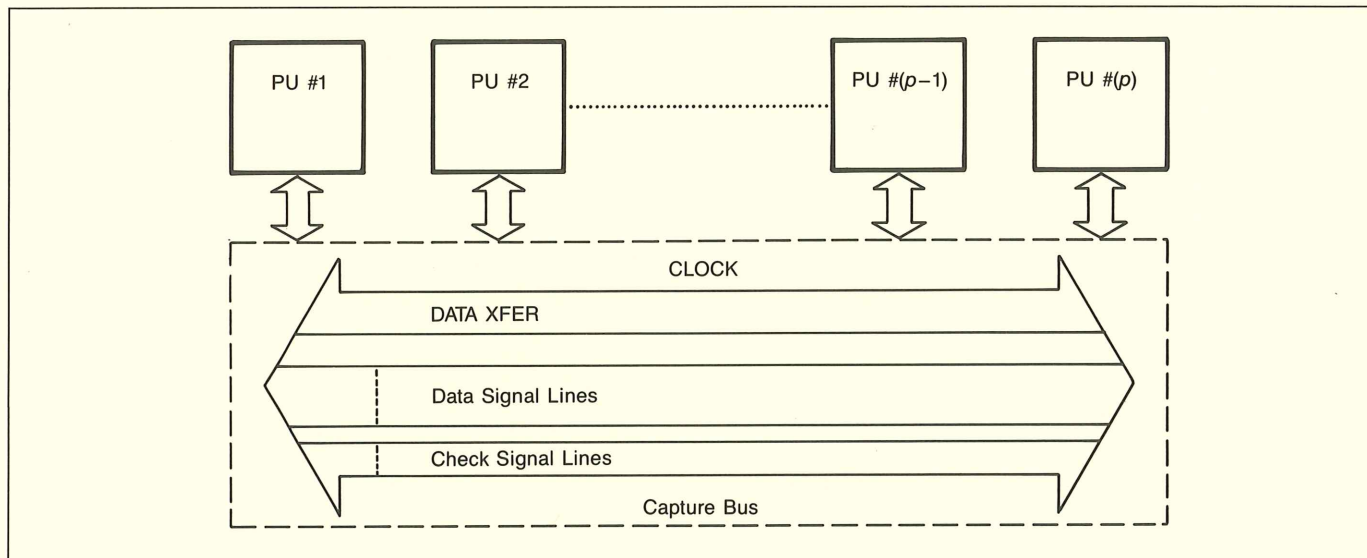 PU #1
PU #2
PU #(p–1)
PU #(p)
CLOCK
DATA XFER
Data Signal Lines
Check Signal Lines
Capture Bus